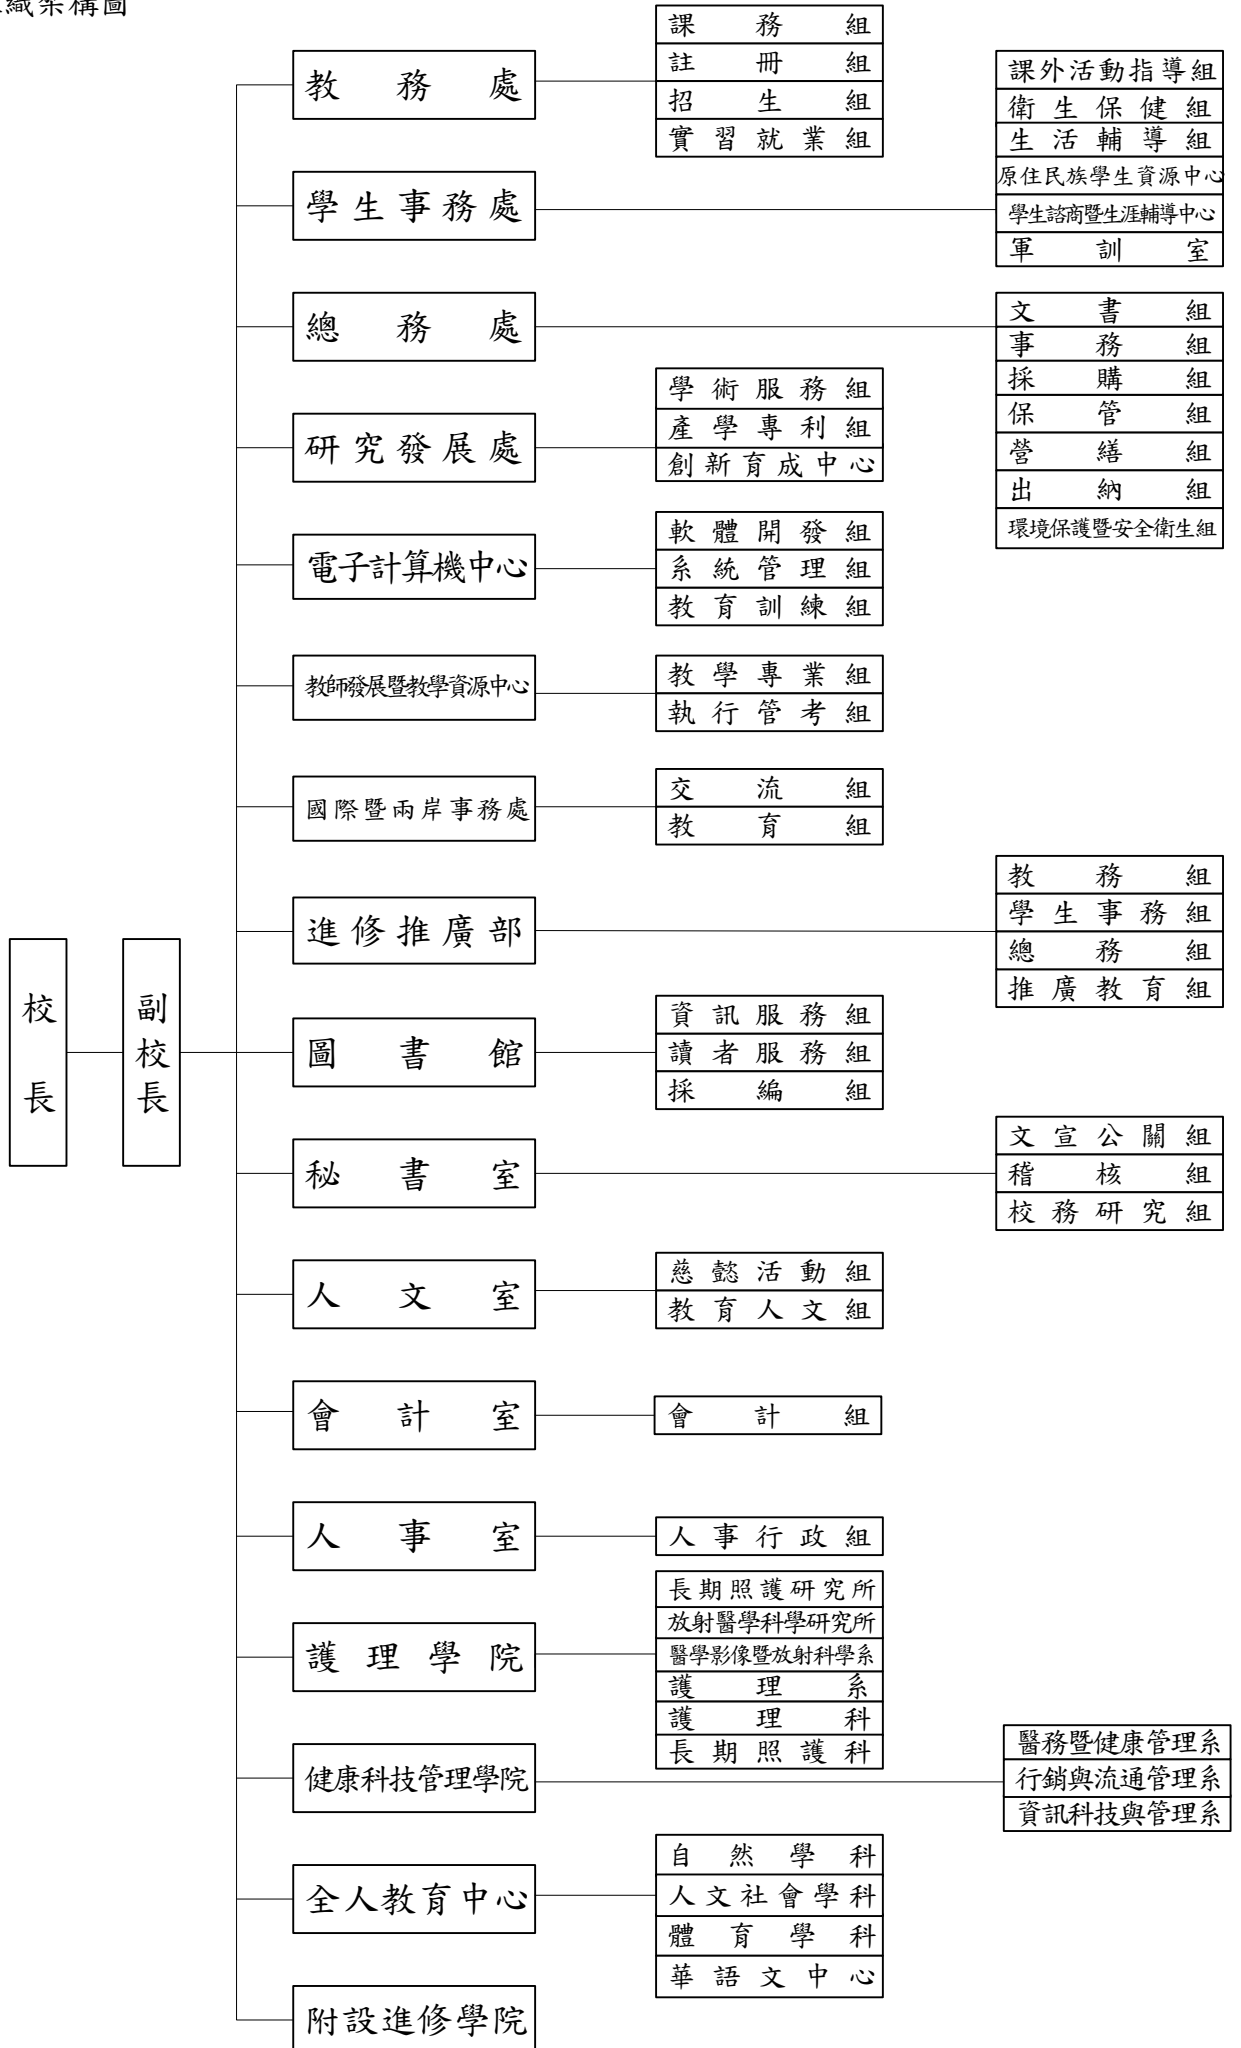 織架構圖
校長
副校長
教務處
課務組
註冊組
招生組
實習就業組
學生事務處
課外活動指導組
衛生保健組
生活輔導組
原住民族學生資源中心
學生諮商暨生涯輔導中心
軍訓室
總務處
文書組
事務組
採購組
保管組
營繕組
出納組
環境保護暨安全衛生組
研究發展處
學術服務組
產學專利組
創新育成中心
電子計算機中心
軟體開發組
系統管理組
教育訓練組
教師發展暨教學資源中心
教學專業組
執行管考組
國際暨兩岸事務處
交流組
教育組
進修推廣部
教務組
學生事務組
總務組
推廣教育組
圖書館
資訊服務組
讀者服務組
採編組
秘書室
文宣公關組
稽核組
校務研究組
人文室
慈懿活動組
教育人文組
會計室
會計組
人事室
人事行政組
護理學院
長期照護研究所
放射醫學科學研究所
醫學影像暨放射科學系
護理系
護理科
長期照護科
健康科技管理學院
醫務暨健康管理系
行銷與流通管理系
資訊科技與管理系
全人教育中心
自然學科
人文社會學科
體育學科
華語文中心
附設進修學院